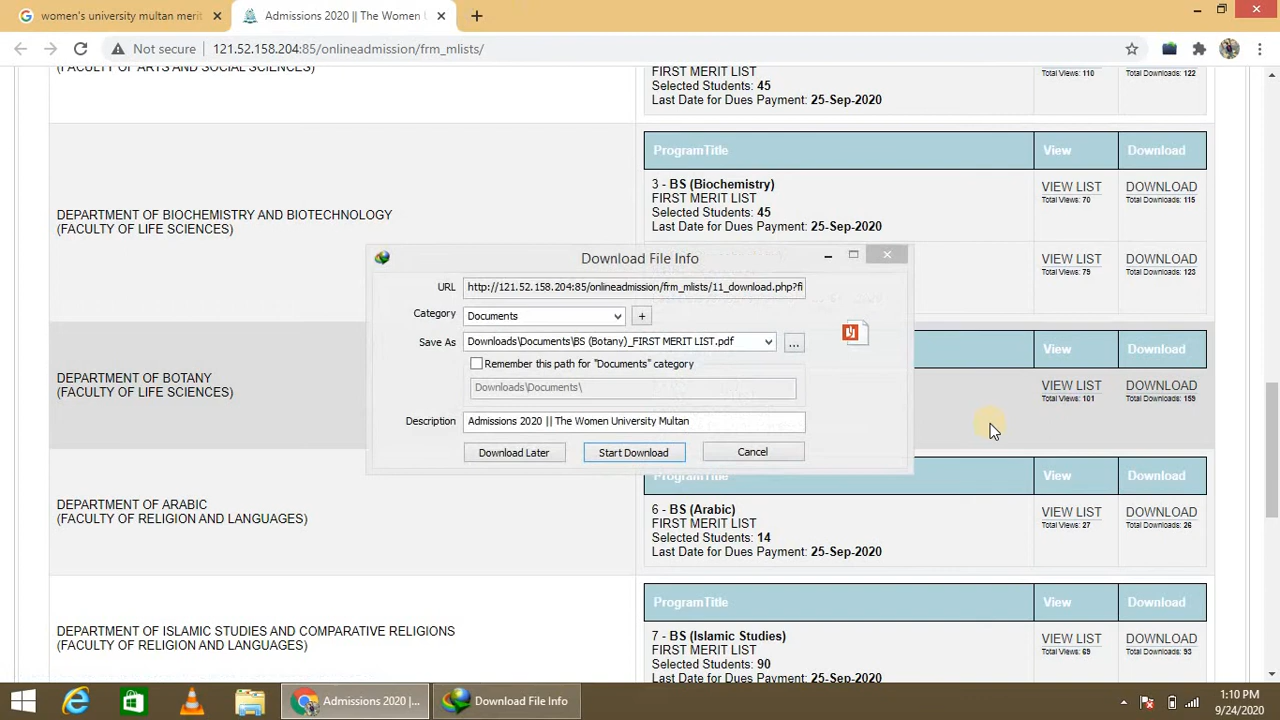 women's university multan merit
Admissions 2020 || The Women U
Not secure
121.52.158.204:85/onlineadmission/frm_mlists/
(FACULTY OF ARTS AND SOCIAL SCIENCES)
FIRST MERIT LIST
Total Views: 110
Total Downloads: 122
Selected Students: 45
Last Date for Dues Payment: 25-Sep-2020
ProgramTitle
View
Download
3 - BS (Biochemistry)
VIEW LIST
DOWNLOAD
FIRST MERIT LIST
Total Views: 70
Total Downloads: 115
Selected Students: 45
Last Date for Dues Payment: 25-Sep-2020
DEPARTMENT OF BIOCHEMISTRY AND BIOTECHNOLOGY
(FACULTY OF LIFE SCIENCES)
VIEW LIST
DOWNLOAD
Total Views: 79
Total Downloads: 123
Download File Info
URL
http://121.52.158.204:85/onlineadmission/frm_mlists/11_download.php?fi
Category
Documents
+
Save As
Downloads\Documents\BS (Botany)_FIRST MERIT LIST.pdf
...
Remember this path for "Documents" category
Downloads\Documents\
Description
Admissions 2020 || The Women University Multan
Download Later
Start Download
Cancel
View
Download
DEPARTMENT OF BOTANY
(FACULTY OF LIFE SCIENCES)
VIEW LIST
DOWNLOAD
Total Views: 101
Total Downloads: 159
ProgramTitle
View
Download
DEPARTMENT OF ARABIC
(FACULTY OF RELIGION AND LANGUAGES)
6 - BS (Arabic)
VIEW LIST
DOWNLOAD
FIRST MERIT LIST
Total Views: 27
Total Downloads: 26
Selected Students: 14
Last Date for Dues Payment: 25-Sep-2020
ProgramTitle
View
Download
DEPARTMENT OF ISLAMIC STUDIES AND COMPARATIVE RELIGIONS
(FACULTY OF RELIGION AND LANGUAGES)
7 - BS (Islamic Studies)
VIEW LIST
DOWNLOAD
FIRST MERIT LIST
Total Views: 69
Total Downloads: 93
Selected Students: 90
Admissions 2020 |...
Download File Info
1:10 PM
9/24/2020